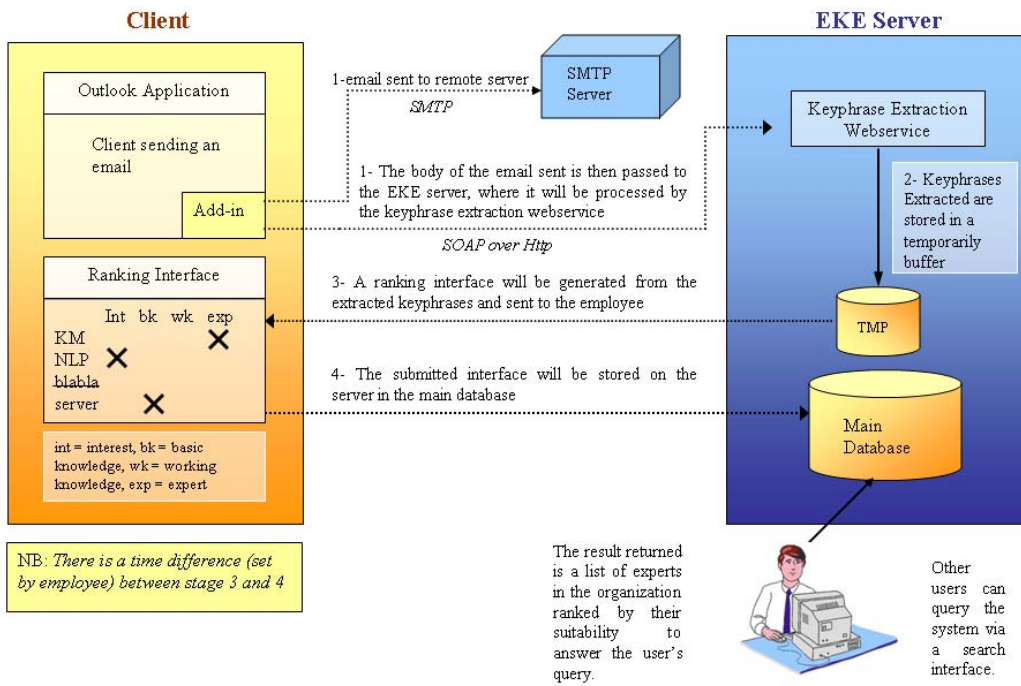 Client
EKE Server
Outlook Application
Client sending an
email
Add-in
1-email sent to remote server
SMTP
SMTP
Server
1- The body of the email sent is then passed to
the EKE server, where it will be processed by
the keyphrase extraction webservice
SOAP over Http
Keyphrase Extraction
Webservice
2- Keyphrases
Extracted are
stored in a
temporarily
buffer
Ranking Interface
Int bk wk exp
KM
NLP
blabla
server
3- A ranking interface will be generated from the
extracted keyphrases and sent to the employee
TMP
4- The submitted interface will be stored on the
server in the main database
Main
Database
int = interest, bk = basic
knowledge, wk = working
knowledge, exp = expert
NB: There is a time difference (set
by employee) between stage 3 and 4
The result returned
is a list of experts
in the organization
ranked by their
suitability to
answer the user's
query.
Other
users can
query the
system via
a search
interface.